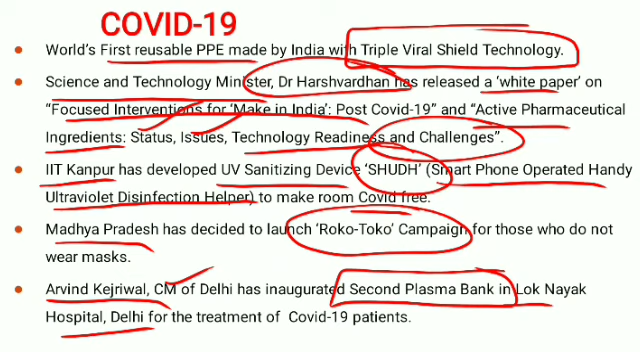 COVID-19
• World's First reusable PPE made by India with Triple Viral Shield Technology.
• Science and Technology Minister, Dr Harshvardhan has released a 'white paper' on
"Focused Interventions for 'Make in India': Post Covid-19" and "Active Pharmaceutical
Ingredients: Status, Issues, Technology Readiness and Challenges".
• IIT Kanpur has developed UV Sanitizing Device 'SHUDH' (Smart Phone Operated Handy
Ultraviolet Disinfection Helper) to make room Covid free.
• Madhya Pradesh has decided to launch 'Roko-Toko' Campaign for those who do not
wear masks.
• Arvind Kejriwal, CM of Delhi has inaugurated Second Plasma Bank in Lok Nayak
Hospital, Delhi for the treatment of Covid-19 patients.